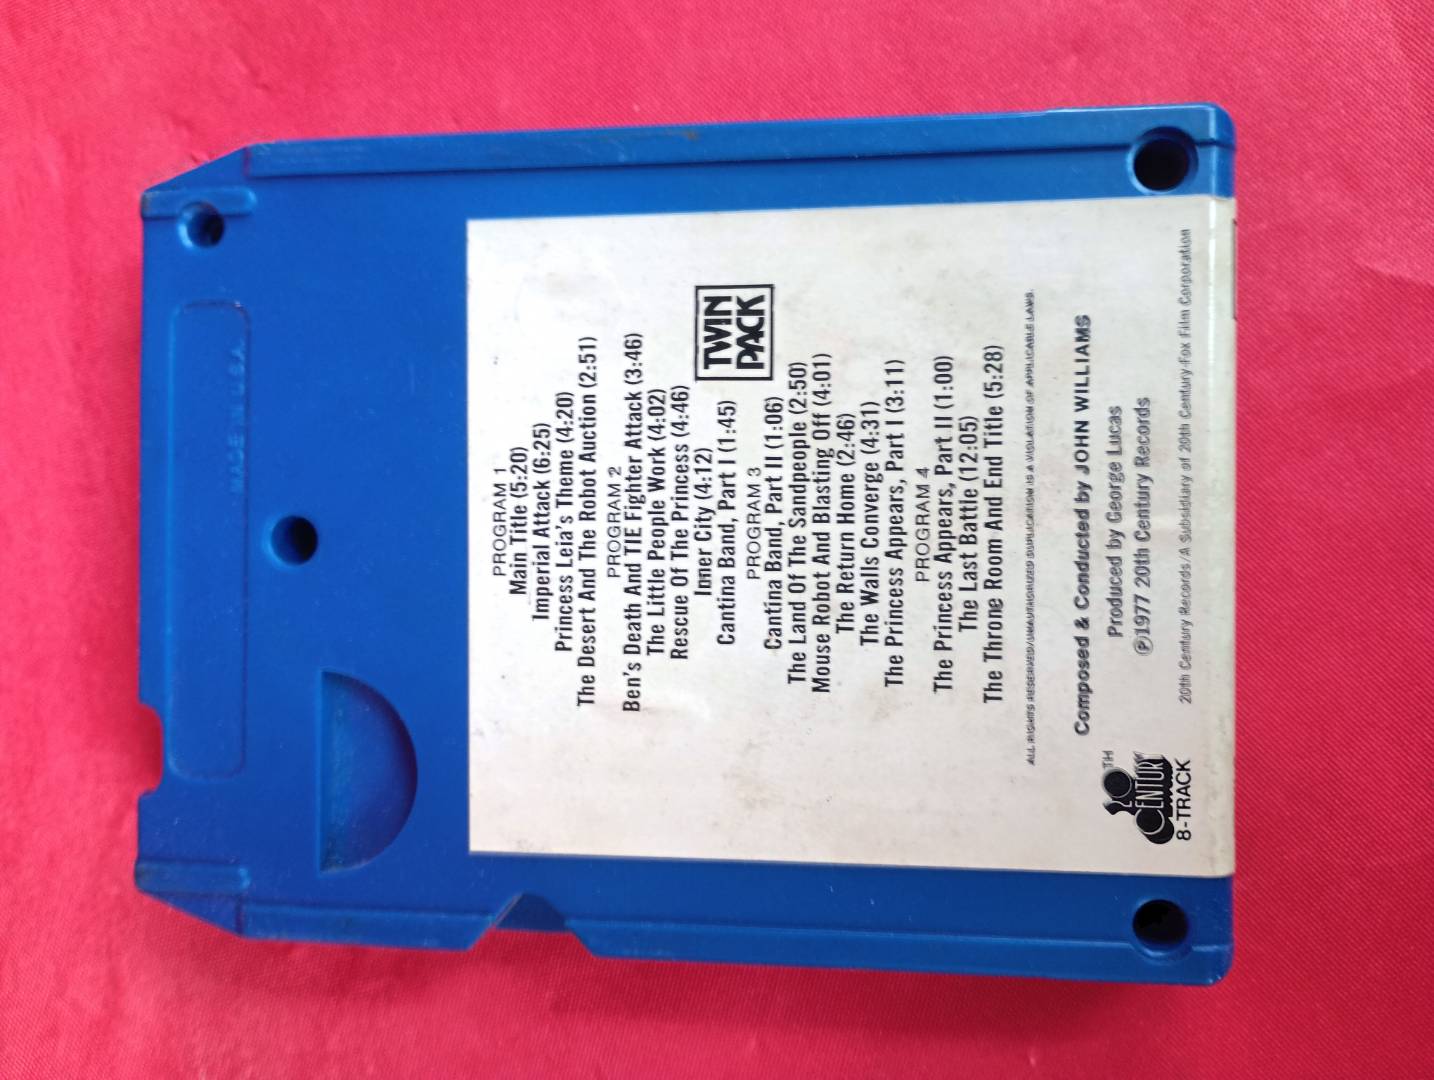 MADE IN U.S.A.
PROGRAM 1
Main Title (5:20)
Imperial Attack (6:25)
Princess Leia's Theme (4:20)
The Desert And The Robot Auction (2:51)
PROGRAM 2
Ben's Death And TIE Fighter Attack (3:46)
The Little People Work (4:02)
Rescue Of The Princess (4:46)
Inner City (4:12)
Cantina Band, Part I (1:45)
TWIN
PACK
PROGRAM 3
Cantina Band, Part II (1:06)
The Land Of The Sandpeople (2:50)
Mouse Robot And Blasting Off (4:01)
The Return Home (2:46)
The Walls Converge (4:31)
The Princess Appears, Part I (3:11)
PROGRAM 4
The Princess Appears, Part II (1:00)
The Last Battle (12:05)
The Throne Room And End Title (5:28)
ALL RIGHTS RESERVED/UNAUTHORIZED DUPLICATION IS A VIOLATION OF APPLICABLE LAWS.
Composed & Conducted by JOHN WILLIAMS
Produced by George Lucas
℗1977 20th Century Records
20th Century Records/A Subsidiary of 20th Century-Fox Film Corporation
20TH
CENTURY
8-TRACK